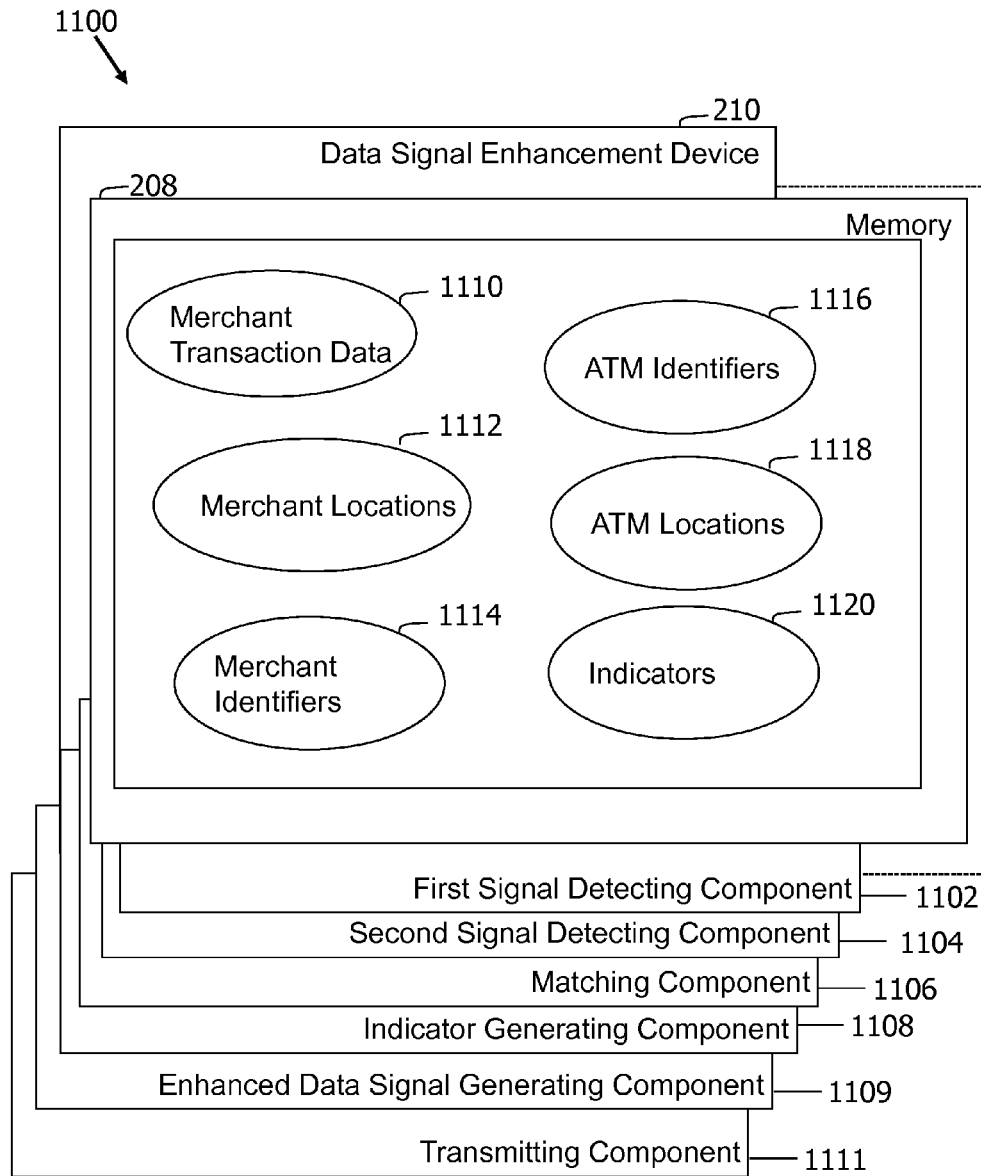 1100
210
Data Signal Enhancement Device
208
Memory
1110
Merchant
Transaction Data
1116
ATM Identifiers
1112
Merchant Locations
1118
ATM Locations
1114
Merchant
Identifiers
1120
Indicators
First Signal Detecting Component
1102
Second Signal Detecting Component
1104
Matching Component
1106
Indicator Generating Component
1108
Enhanced Data Signal Generating Component
1109
Transmitting Component
1111